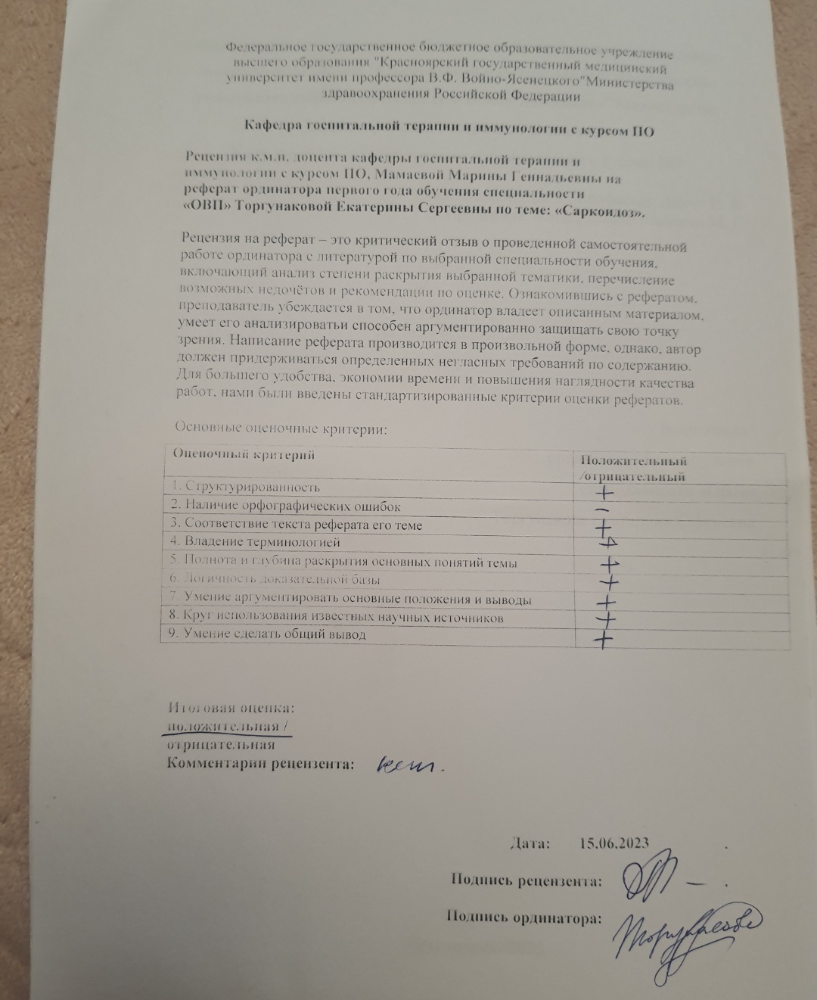 Федеральное государственное бюджетное образовательное учреждение
высшего образования "Красноярский государственный медицинский
университет имени профессора В.Ф. Войно-Ясенецкого"Министерства
здравоохранения Российской Федерации
Кафедра госпитальной терапии и иммунологии с курсом ПО
Рецензия к.м.н. доцента кафедры госпитальной терапии и
иммунологии с курсом ПО, Мамаевой Марины Геннадьевны на
реферат ординатора первого года обучения специальности
«ОВП» Торгунаковой Екатерины Сергеевны по теме: «Саркоидоз».
Рецензия на реферат – это критический отзыв о проведенной самостоятельной
работе ординатора с литературой по выбранной специальности обучения,
включающий анализ степени раскрытия выбранной тематики, перечисление
возможных недочётов и рекомендации по оценке. Ознакомившись с рефератом,
преподаватель убеждается в том, что ординатор владеет описанным материалом,
умеет его анализироватьи способен аргументированно защищать свою точку
зрения. Написание реферата производится в произвольной форме, однако, автор
должен придерживаться определенных негласных требований по содержанию.
Для большего удобства, экономии времени и повышения наглядности качества
работ, нами были введены стандартизированные критерии оценки рефератов.
Основные оценочные критерии:
Оценочный критерий Положительный
/отрицательный
1. Структурированность +
2. Наличие орфографических ошибок −
3. Соответствие текста реферата его теме +
4. Владение терминологией +
5. Полнота и глубина раскрытия основных понятий темы +
6. Логичность доказательной базы +
7. Умение аргументировать основные положения и выводы +
8. Круг использования известных научных источников +
9. Умение сделать общий вывод +
Итоговая оценка:
положительная /
отрицательная
Комментарии рецензента:
Дата: 15.06.2023
Подпись рецензента:
Подпись ординатора: